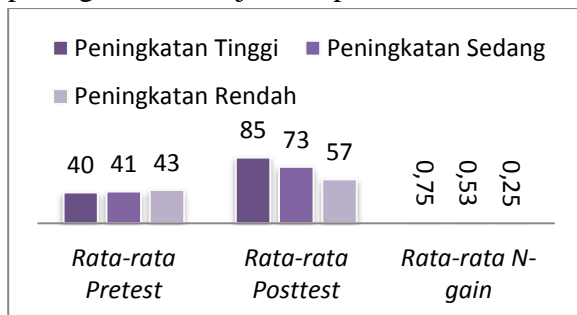 Peningkatan Tinggi
Peningkatan Sedang
Peningkatan Rendah
40 41 43
85 73 57
0,75 0,53 0,25
Rata-rata Pretest
Rata-rata Posttest
Rata-rata N-gain